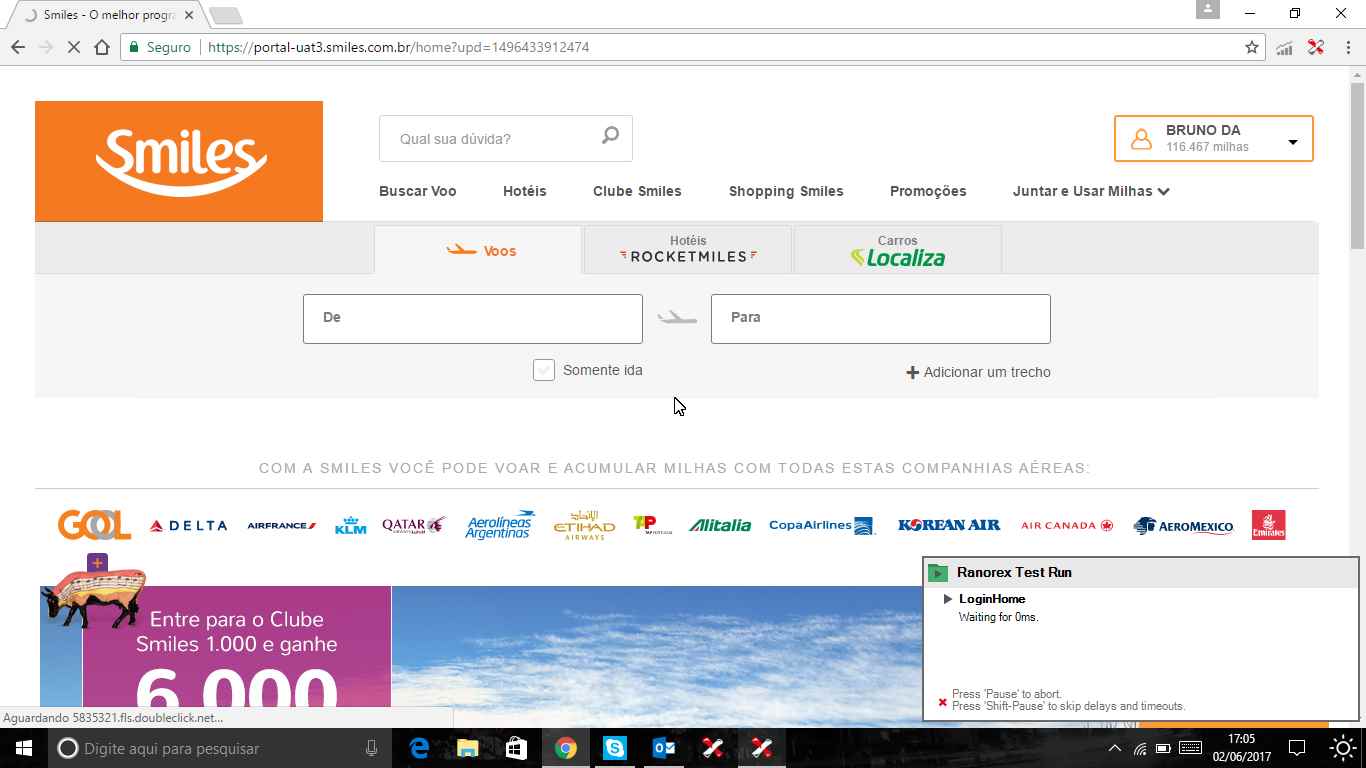 Smiles - O melhor progra
Seguro
https://portal-uat3.smiles.com.br/home?upd=1496433912474
Smiles
Qual sua dúvida?
BRUNO DA
116.467 milhas
Buscar Voo
Hotéis
Clube Smiles
Shopping Smiles
Promoções
Juntar e Usar Milhas
Voos
Hotéis
ROCKETMILES
Carros
Localiza
De
Para
Somente ida
Adicionar um trecho
COM A SMILES VOCÊ PODE VOAR E ACUMULAR MILHAS COM TODAS ESTAS COMPANHIAS AÉREAS:
GOL
DELTA
AIRFRANCE
KLM
QATAR
Aerolíneas
Argentinas
ETIHAD
AIRWAYS
TAP
Alitalia
CopaAirlines
KOREAN AIR
AIR CANADA
AEROMEXICO
Emirates
Entre para o Clube
Smiles 1.000 e ganhe
6.000
Ranorex Test Run
LoginHome
Waiting for 0ms.
Press 'Pause' to abort.
Press 'Shift-Pause' to skip delays and timeouts.
Aguardando 5835321.fls.doubleclick.net...
Digite aqui para pesquisar
17:05
02/06/2017